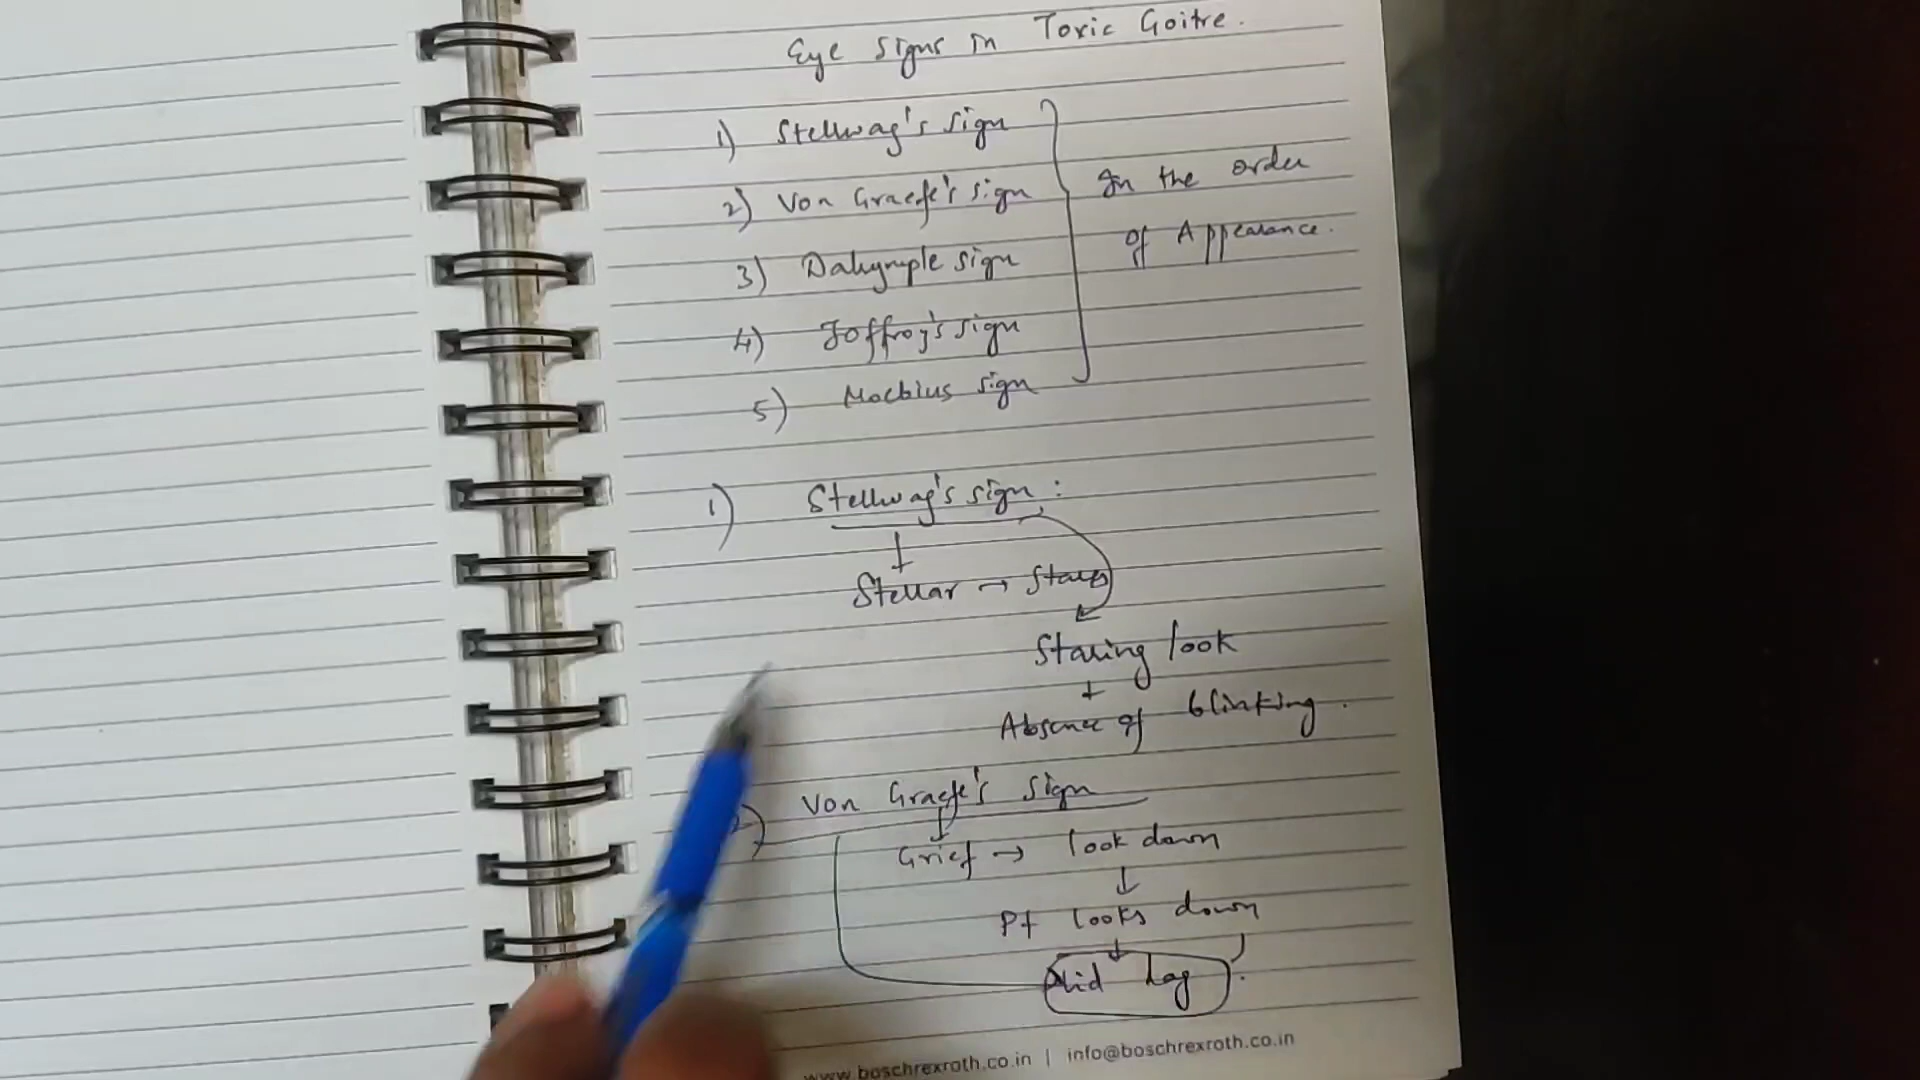 Eye Signs in Toxic Goitre.
1) Stellwag's sign
2) Von Graefe's sign
3) Dalrymple sign
4) Joffroy's sign
5) Moebius sign
In the order
of Appearance.
1) Stellwag's sign :
Stellar → Stars
Staring look
+
Absence of blinking.
2) Von Graefe's Sign
Grief → look down
↓
Pt looks down
↓
Lid Lag.
www.boschrexroth.co.in | info@boschrexroth.co.in